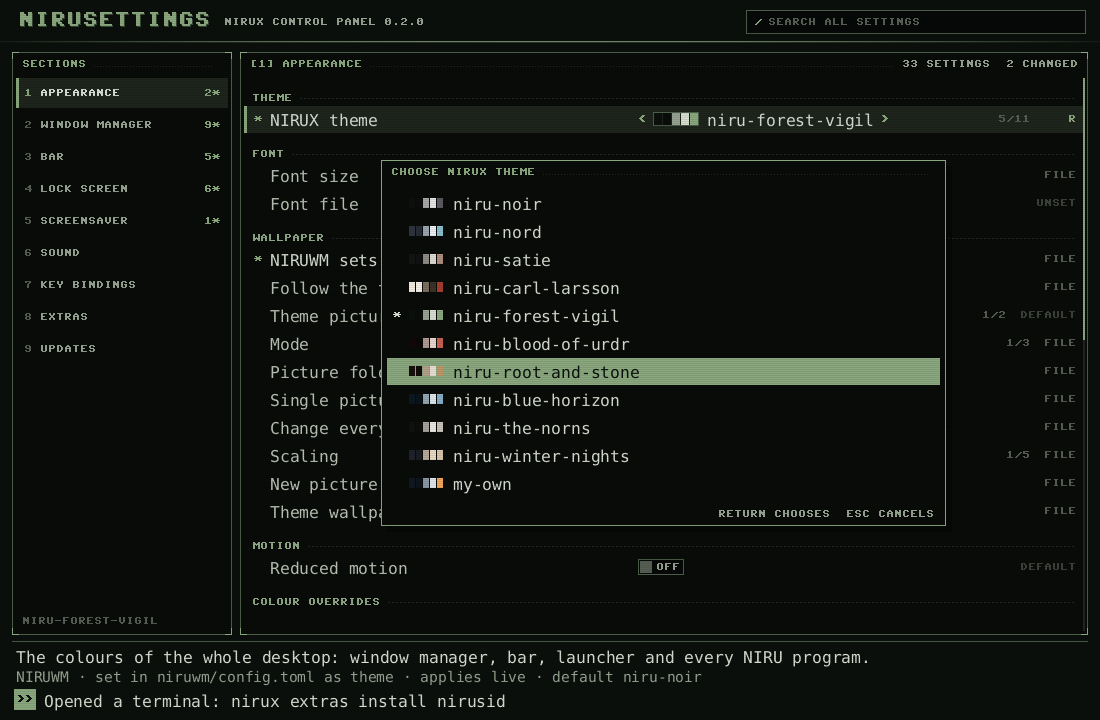 NIRUSETTINGS NIRUX CONTROL PANEL 0.2.0 / SEARCH ALL SETTINGS
SECTIONS
1 APPEARANCE 2*
2 WINDOW MANAGER 9*
3 BAR 5*
4 LOCK SCREEN 6*
5 SCREENSAVER 1*
6 SOUND
7 KEY BINDINGS
8 EXTRAS
9 UPDATES
NIRU-FOREST-VIGIL
[1] APPEARANCE 33 SETTINGS 2 CHANGED
THEME
* NIRUX theme < niru-forest-vigil > 5/11 R
FONT
Font size FILE
Font file UNSET
WALLPAPER
* NIRUWM sets FILE
Follow the FILE
Theme pictu 1/2 DEFAULT
Mode 1/3 FILE
Picture fol FILE
Single pict FILE
Change every FILE
Scaling 1/5 FILE
New picture FILE
Theme wallpa FILE
MOTION
Reduced motion OFF DEFAULT
COLOUR OVERRIDES
CHOOSE NIRUX THEME
niru-noir
niru-nord
niru-satie
niru-carl-larsson
* niru-forest-vigil
niru-blood-of-urdr
niru-root-and-stone
niru-blue-horizon
niru-the-norns
niru-winter-nights
my-own
RETURN CHOOSES ESC CANCELS
The colours of the whole desktop: window manager, bar, launcher and every NIRU program.
NIRUWM · set in niruwm/config.toml as theme · applies live · default niru-noir
>> Opened a terminal: nirux extras install nirusid